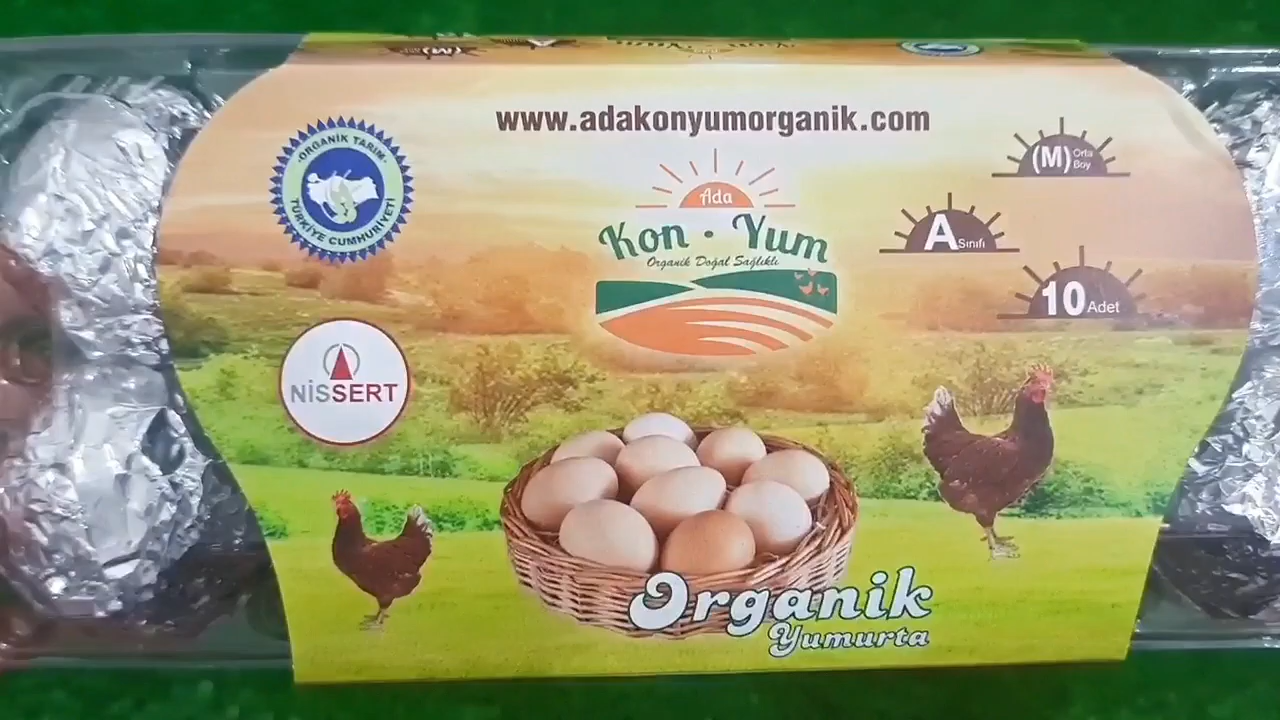 www.adakonyumorganik.com
ORGANİK TARIM
TÜRKİYE CUMHURİYETİ
Ada
Kon · Yum
Organik Doğal Sağlıklı
(M) Orta Boy
A Sınıfı
10 Adet
NİSSERT
Organik
Yumurta